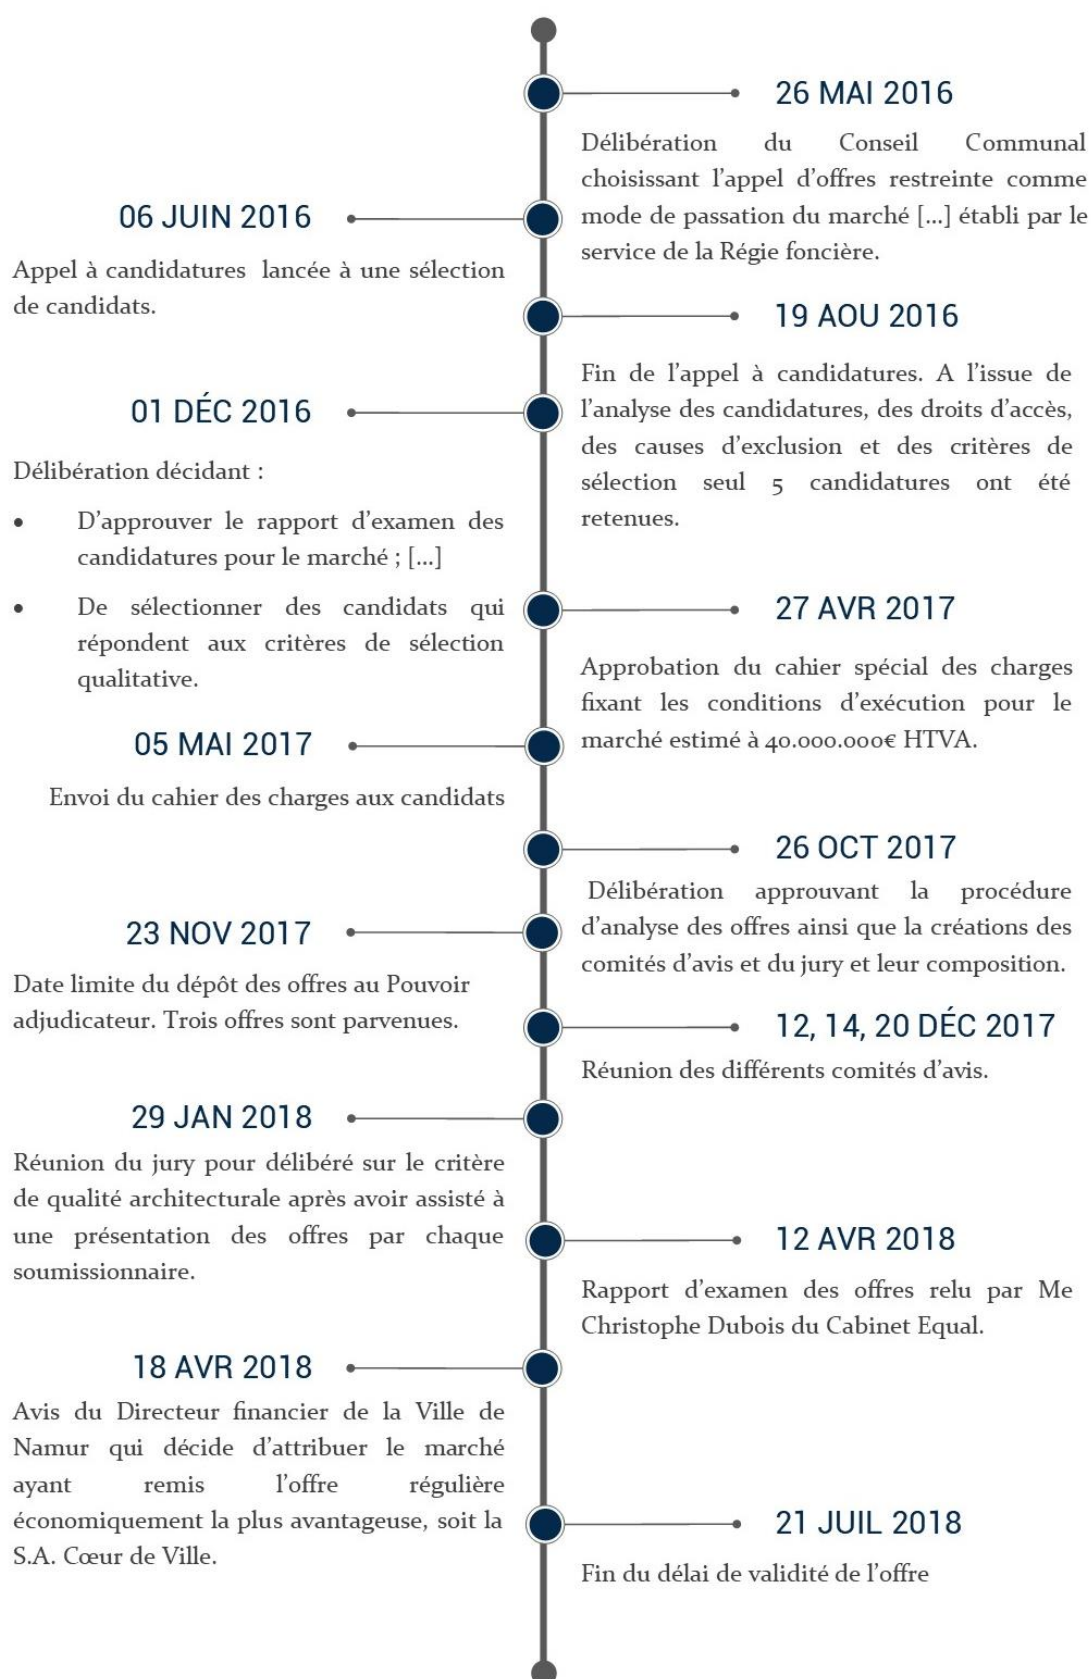 26 MAI 2016
Délibération du Conseil Communal
choisissant l'appel d'offres restreinte comme
mode de passation du marché [...] établi par le
service de la Régie foncière.
06 JUIN 2016
Appel à candidatures lancée à une sélection
de candidats.
19 AOU 2016
Fin de l'appel à candidatures. A l'issue de
l'analyse des candidatures, des droits d'accès,
des causes d'exclusion et des critères de
sélection seul 5 candidatures ont été
retenues.
01 DÉC 2016
Délibération décidant :
• D'approuver le rapport d'examen des
candidatures pour le marché ; [...]
• De sélectionner des candidats qui
répondent aux critères de sélection
qualitative.
27 AVR 2017
Approbation du cahier spécial des charges
fixant les conditions d'exécution pour le
marché estimé à 40.000.000€ HTVA.
05 MAI 2017
Envoi du cahier des charges aux candidats
26 OCT 2017
Délibération approuvant la procédure
d'analyse des offres ainsi que la créations des
comités d'avis et du jury et leur composition.
23 NOV 2017
Date limite du dépôt des offres au Pouvoir
adjudicateur. Trois offres sont parvenues.
12, 14, 20 DÉC 2017
Réunion des différents comités d'avis.
29 JAN 2018
Réunion du jury pour délibéré sur le critère
de qualité architecturale après avoir assisté à
une présentation des offres par chaque
soumissionnaire.
12 AVR 2018
Rapport d'examen des offres relu par Me
Christophe Dubois du Cabinet Equal.
18 AVR 2018
Avis du Directeur financier de la Ville de
Namur qui décide d'attribuer le marché
ayant remis l'offre régulière
économiquement la plus avantageuse, soit la
S.A. Cœur de Ville.
21 JUIL 2018
Fin du délai de validité de l'offre